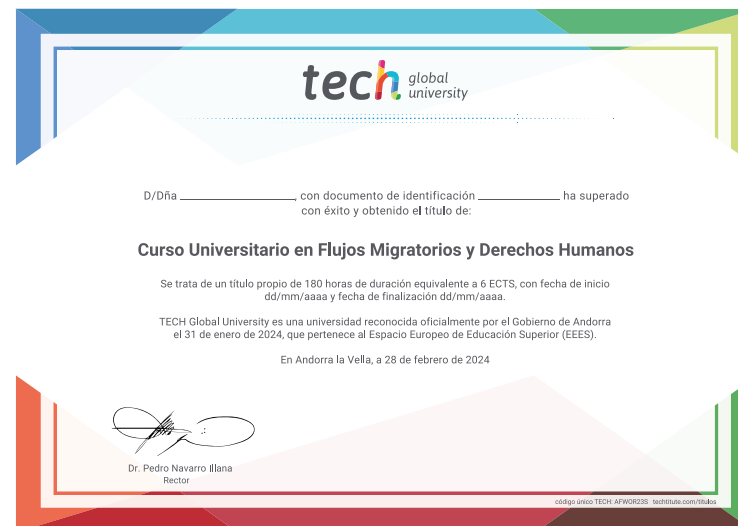 tech global university
D/Dña ______________, con documento de identificación __________ ha superado
con éxito y obtenido el título de:
Curso Universitario en Flujos Migratorios y Derechos Humanos
Se trata de un título propio de 180 horas de duración equivalente a 6 ECTS, con fecha de inicio
dd/mm/aaaa y fecha de finalización dd/mm/aaaa.
TECH Global University es una universidad reconocida oficialmente por el Gobierno de Andorra
el 31 de enero de 2024, que pertenece al Espacio Europeo de Educación Superior (EEES).
En Andorra la Vella, a 28 de febrero de 2024
Dr. Pedro Navarro Illana
Rector
código único TECH: AFWOR23S techtitute.com/titulos